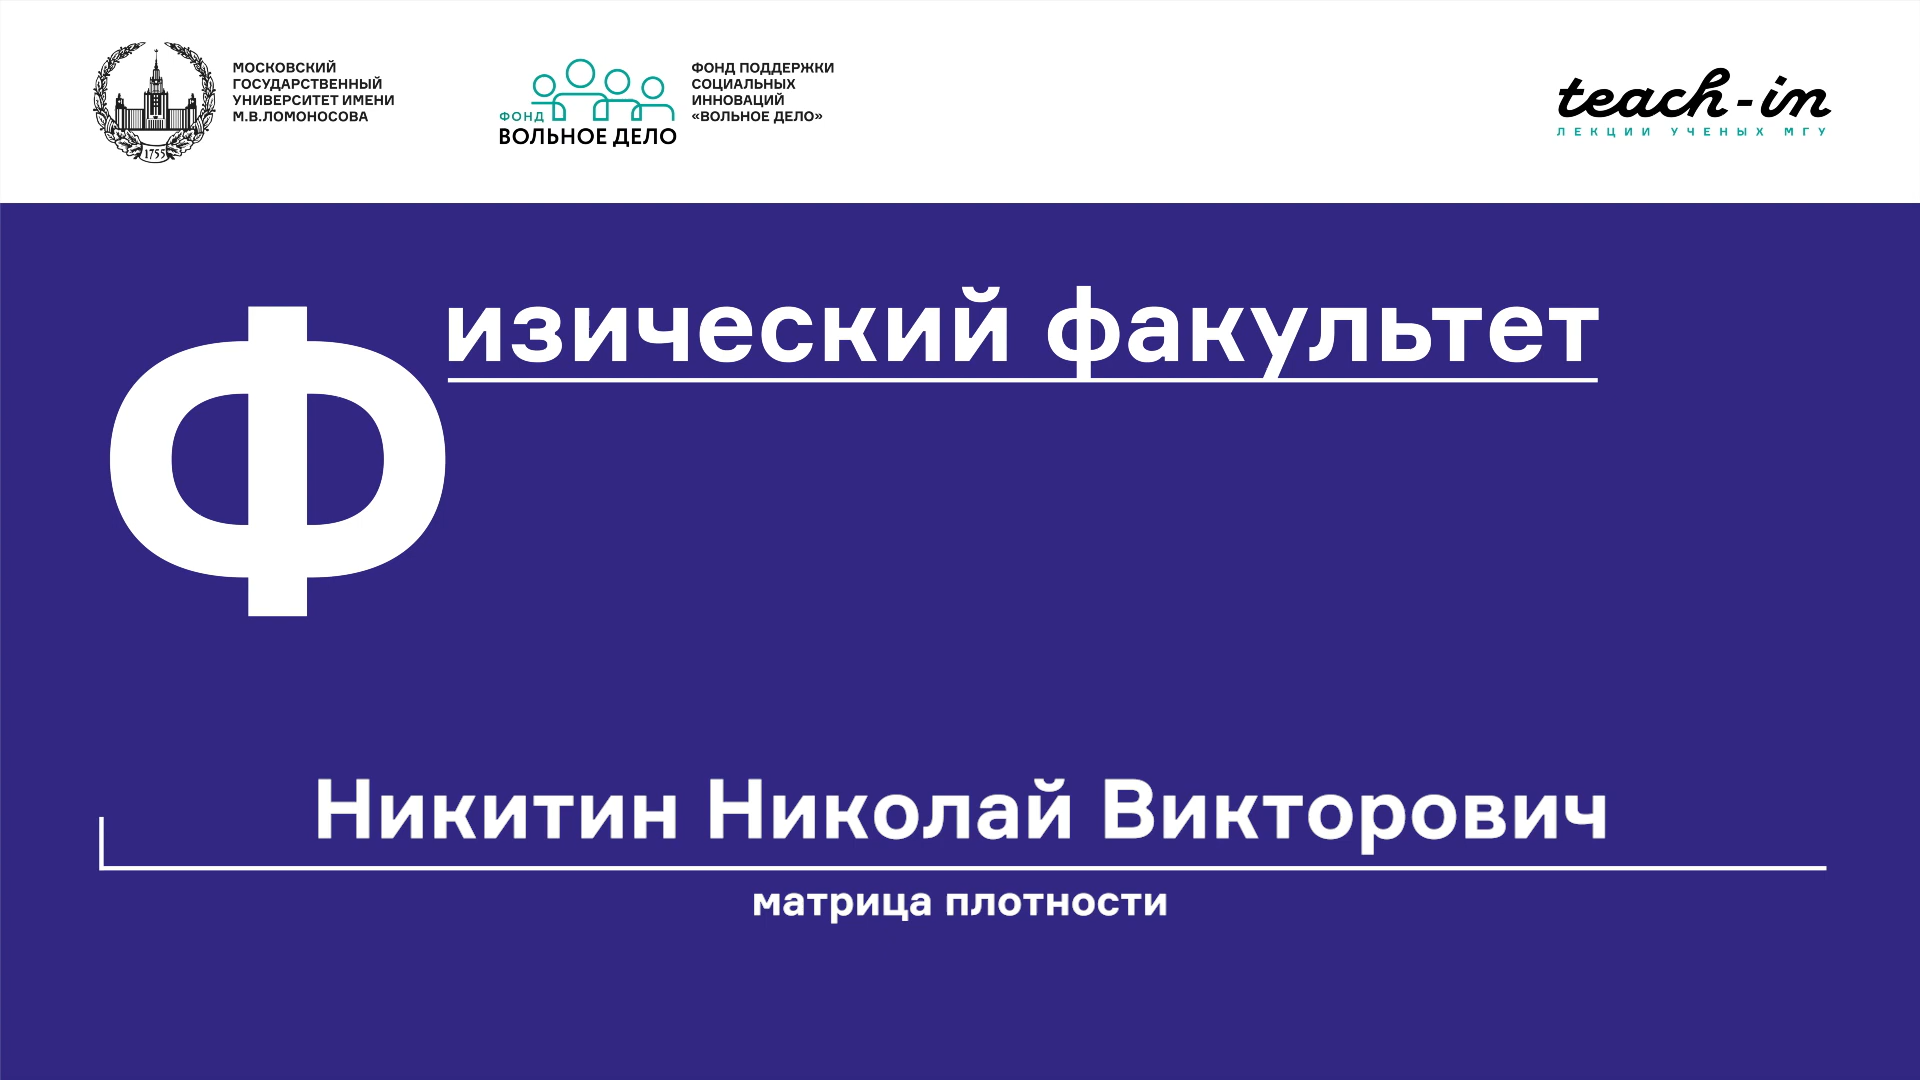 МОСКОВСКИЙ
ГОСУДАРСТВЕННЫЙ
УНИВЕРСИТЕТ ИМЕНИ
М.В.ЛОМОНОСОВА
1755
ФОНД
ВОЛЬНОЕ ДЕЛО
ФОНД ПОДДЕРЖКИ
СОЦИАЛЬНЫХ
ИННОВАЦИЙ
«ВОЛЬНОЕ ДЕЛО»
teach-in
ЛЕКЦИИ УЧЕНЫХ МГУ
Физический факультет
Никитин Николай Викторович
матрица плотности